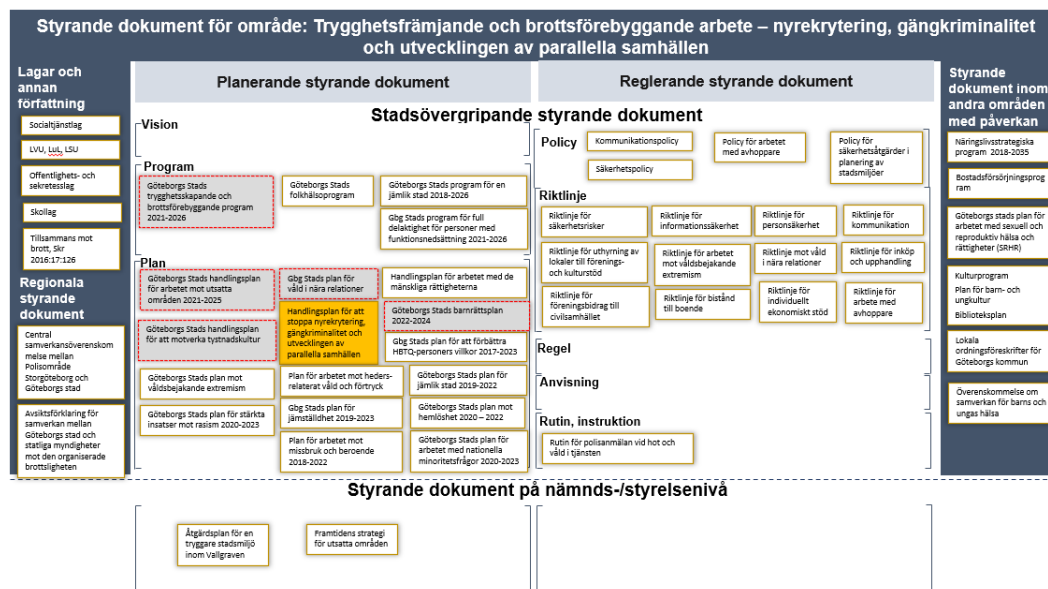 Styrande dokument för område: Trygghetsfrämjande och brottsförebyggande arbete – nyrekrytering, gängkriminalitet
och utvecklingen av parallella samhällen
Lagar och
annan
författning
Socialtjänstlag
LVU, LuL, LSU
Offentlighets- och
sekretesslag
Skollag
Tillsammans mot
brott, Skr
2016:17:126
Regionala
styrande
dokument
Central
samverkansöverenskom
melse mellan
Polisområde
Storgöteborg och
Göteborg stad
Avsiktsförklaring för
samverkan mellan
Göteborg stad och
statliga myndigheter
mot den organiserade
brottsligheten
Planerande styrande dokument
Reglerande styrande dokument
Stadsövergripande styrande dokument
Vision
Program
Göteborgs Stads
trygghetsskapande och
brottsförebyggande program
2021-2026
Göteborgs Stads
folkhälsoprogram
Göteborgs Stads program för en
jämlik stad 2018-2026
Gbg Stads program för full
delaktighet för personer med
funktionsnedsättning 2021-2026
Plan
Göteborgs Stads handlingsplan
för arbetet mot utsatta
områden 2021-2025
Gbg Stads plan för
våld i nära relationer
Handlingsplan för arbetet med de
mänskliga rättigheterna
Göteborgs Stads handlingsplan
för att motverka tystnadskultur
Handlingsplan för att
stoppa nyrekrytering,
gängkriminalitet och
utvecklingen av
parallella samhällen
Göteborgs Stads barnrättsplan
2022-2024
Gbg Stads plan för att förbättra
HBTQ-personers villkor 2017-2023
Göteborgs Stads plan mot
våldsbejakande extremism
Plan för arbetet mot heders-
relaterat våld och förtryck
Göteborgs Stads plan för
jämlik stad 2019-2022
Göteborgs Stads plan för stärkta
insatser mot rasism 2020-2023
Gbg Stads plan för
jämställdhet 2019-2023
Göteborgs Stads plan mot
hemlöshet 2020 – 2022
Plan för arbetet mot
missbruk och beroende
2018-2022
Göteborgs Stads plan för
arbetet med nationella
minoritetsfrågor 2020-2023
Policy
Kommunikationspolicy
Policy för arbetet
med avhoppare
Policy för
säkerhetsåtgärder i
planering av
stadsmiljöer
Säkerhetspolicy
Riktlinje
Riktlinje för
säkerhetsrisker
Riktlinje för
informationssäkerhet
Riktlinje för
personsäkerhet
Riktlinje för
kommunikation
Riktlinje för uthyrning av
lokaler till förenings-
och kulturstöd
Riktlinje för arbetet
mot våldsbejakande
extremism
Riktlinje mot våld
i nära relationer
Riktlinje för inköp
och upphandling
Riktlinje för
föreningsbidrag till
civilsamhället
Riktlinje för bistånd
till boende
Riktlinje för
individuellt
ekonomiskt stöd
Riktlinje för
arbete med
avhoppare
Regel
Anvisning
Rutin, instruktion
Rutin för polisanmälan vid hot och
våld i tjänsten
Styrande
dokument inom
andra områden
med påverkan
Näringslivsstrategiska
program 2018-2035
Bostadsförsörjningsprog
ram
Göteborgs stads plan för
arbetet med sexuell och
reproduktiv hälsa och
rättigheter (SRHR)
Kulturprogram
Plan för barn- och
ungkultur
Biblioteksplan
Lokala
ordningsföreskrifter för
Göteborgs kommun
Överenskommelse om
samverkan för barns och
ungas hälsa
Styrande dokument på nämnds-/styrelsenivå
Åtgärdsplan för en
tryggare stadsmiljö
inom Vallgraven
Framtidens strategi
för utsatta områden